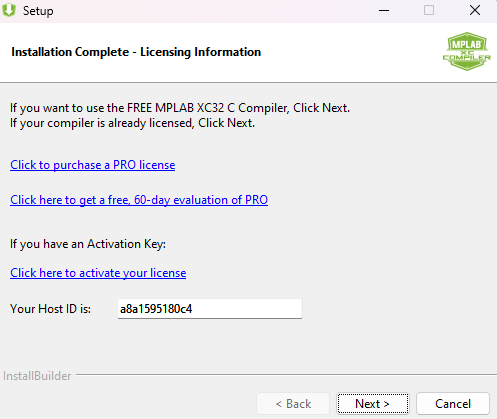 Setup
Installation Complete - Licensing Information
MPLAB
XC
COMPILER
If you want to use the FREE MPLAB XC32 C Compiler, Click Next.
If your compiler is already licensed, Click Next.
Click to purchase a PRO license
Click here to get a free, 60-day evaluation of PRO
If you have an Activation Key:
Click here to activate your license
Your Host ID is: a8a1595180c4
InstallBuilder
< Back Next > Cancel